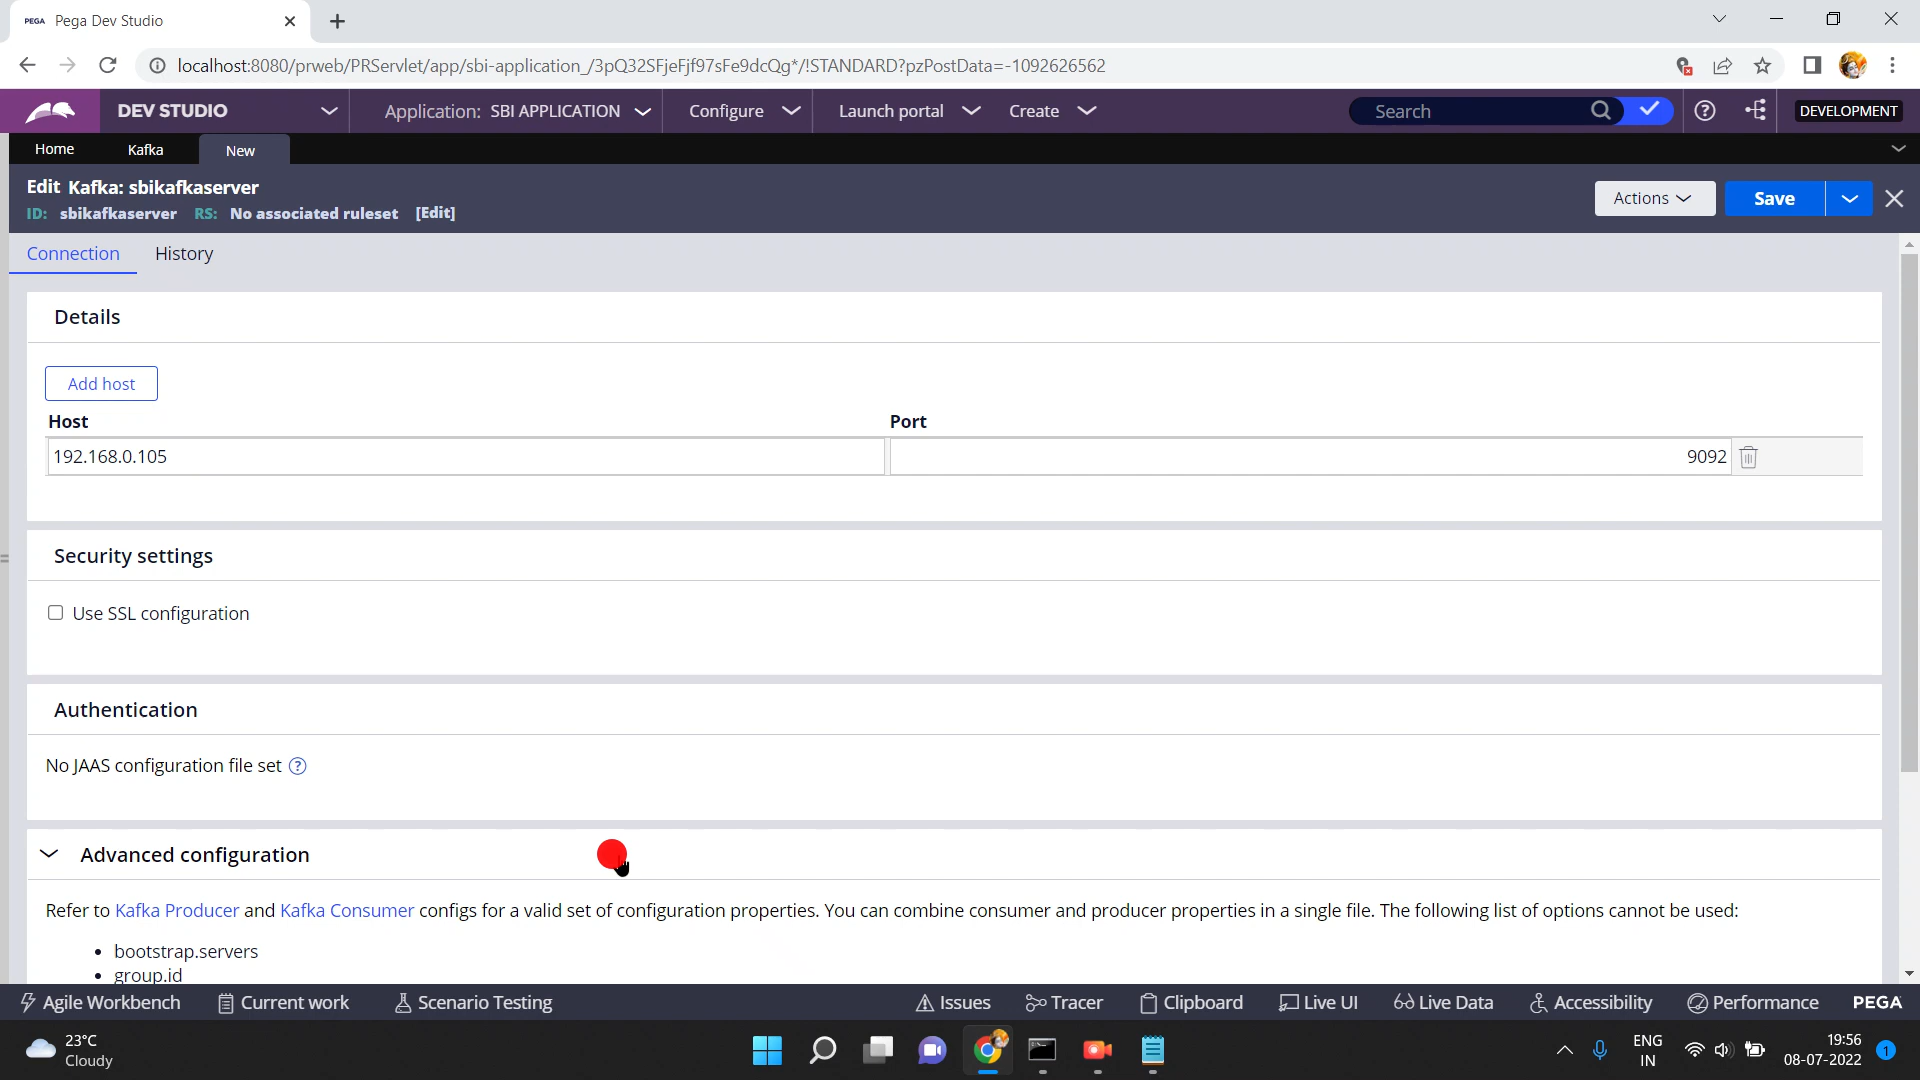 PEGA Pega Dev Studio
localhost:8080/prweb/PRServlet/app/sbi-application_/3pQ32SFjeFjf97sFe9dcQg*/!STANDARD?pzPostData=-1092626562
DEV STUDIO Application: SBI APPLICATION Configure Launch portal Create Search DEVELOPMENT
Home Kafka New
Edit Kafka: sbikafkaserver
ID: sbikafkaserver RS: No associated ruleset [Edit]
Actions Save
Connection History
Details
Add host
Host Port
192.168.0.105 9092
Security settings
Use SSL configuration
Authentication
No JAAS configuration file set
Advanced configuration
Refer to Kafka Producer and Kafka Consumer configs for a valid set of configuration properties. You can combine consumer and producer properties in a single file. The following list of options cannot be used:
• bootstrap.servers
• group.id
Agile Workbench Current work Scenario Testing Issues Tracer Clipboard Live UI Live Data Accessibility Performance PEGA
23°C
Cloudy
ENG
IN
19:56
08-07-2022
1